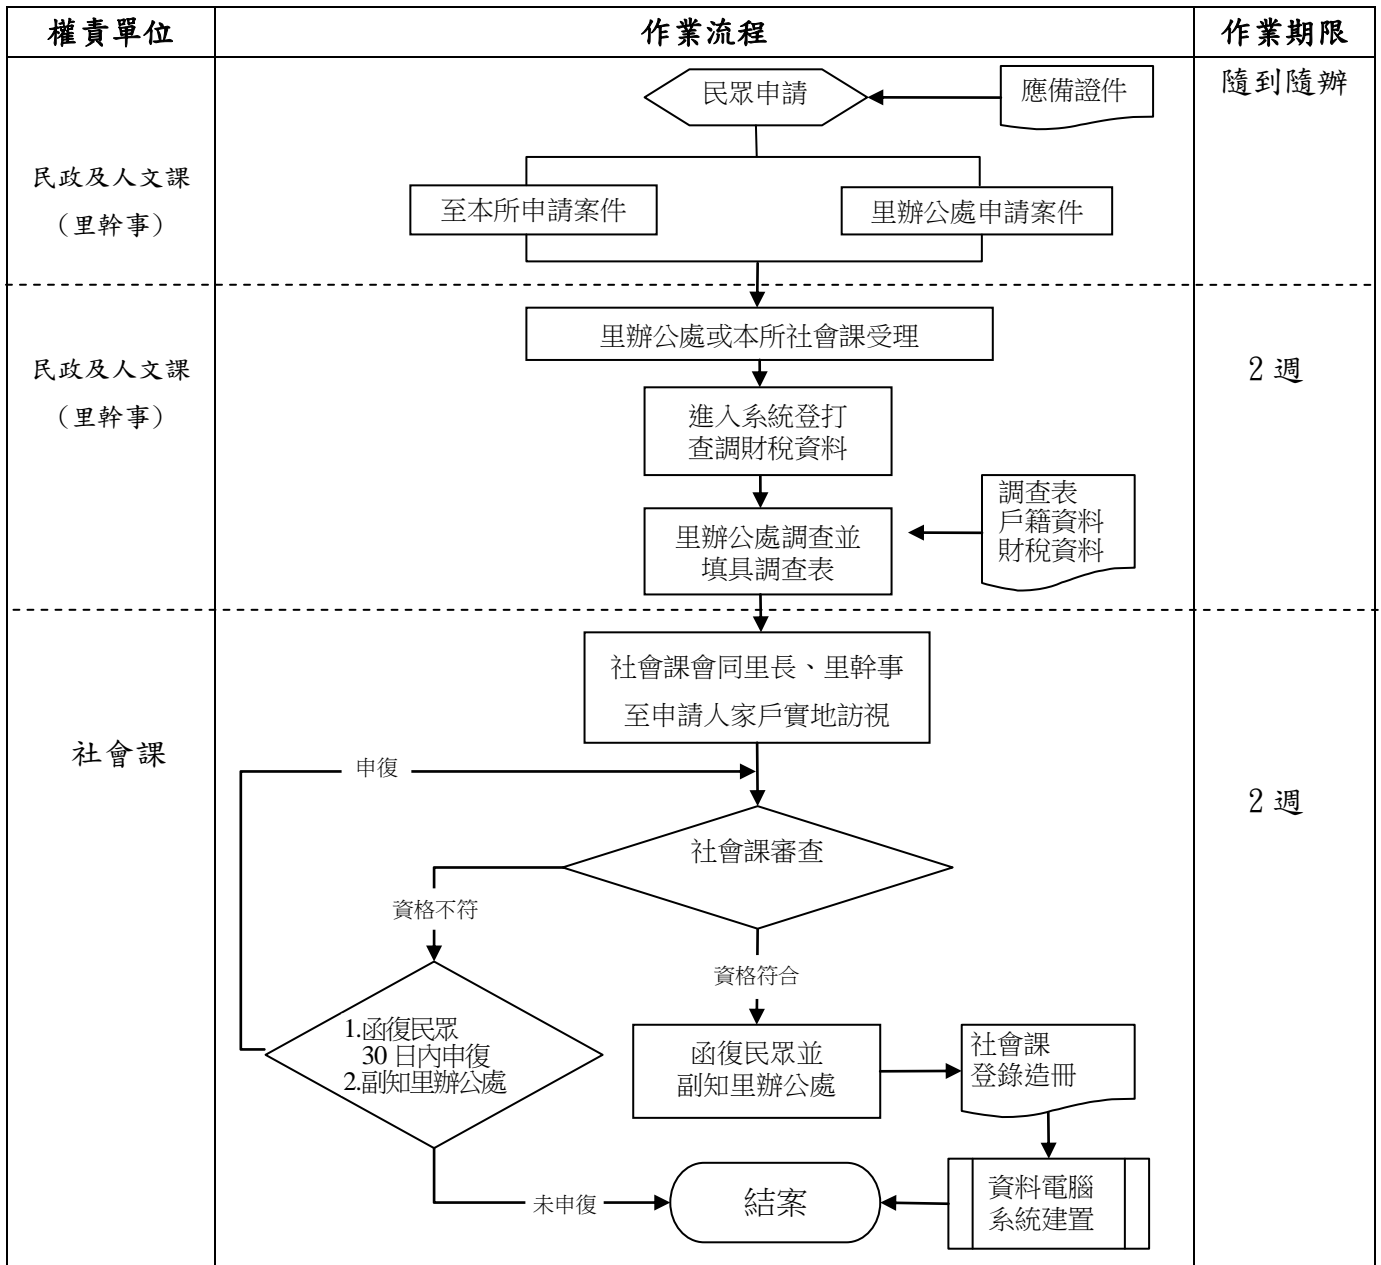 權責單位
作業流程
作業期限
民眾申請
應備證件
隨到隨辦
民政及人文課
（里幹事）
至本所申請案件
里辦公處申請案件
里辦公處或本所社會課受理
民政及人文課
（里幹事）
2 週
進入系統登打
查調財稅資料
調查表
戶籍資料
財稅資料
里辦公處調查並
填具調查表
社會課會同里長、里幹事
至申請人家戶實地訪視
社會課
申復
2 週
社會課審查
資格不符
資格符合
1.函復民眾
30 日內申復
2.副知里辦公處
函復民眾並
副知里辦公處
社會課
登錄造冊
未申復
結案
資料電腦
系統建置